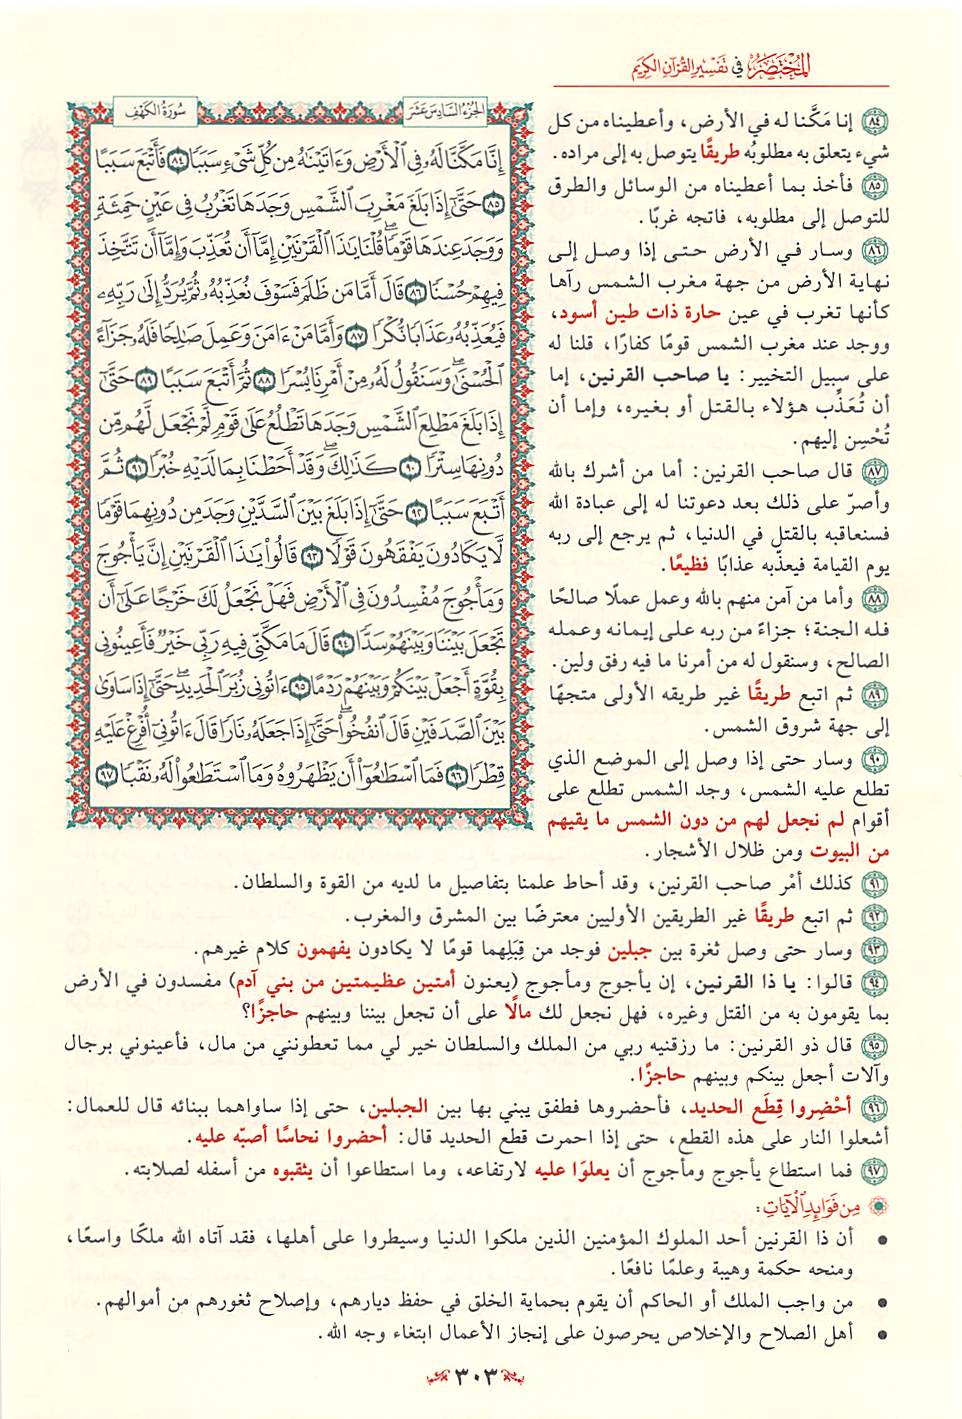 المُخْتَصَرُ في تَفْسِيرِ القُرْآنِ الكَرِيمِ
الجُزْءُ السَّادِسَ عَشَرَ
سُورَةُ الكَهْفِ
إِنَّا مَكَّنَّا لَهُۥ فِي ٱلْأَرْضِ وَءَاتَيْنَٰهُ مِن كُلِّ شَىْءٍ سَبَبًا ٨٤ فَأَتْبَعَ سَبَبًا
٨٥ حَتَّىٰٓ إِذَا بَلَغَ مَغْرِبَ ٱلشَّمْسِ وَجَدَهَا تَغْرُبُ فِي عَيْنٍ حَمِئَةٍ
وَوَجَدَ عِندَهَا قَوْمًاۗ قُلْنَا يَٰذَا ٱلْقَرْنَيْنِ إِمَّآ أَن تُعَذِّبَ وَإِمَّآ أَن تَتَّخِذَ
فِيهِمْ حُسْنًا ٨٦ قَالَ أَمَّا مَن ظَلَمَ فَسَوْفَ نُعَذِّبُهُۥ ثُمَّ يُرَدُّ إِلَىٰ رَبِّهِۦ
فَيُعَذِّبُهُۥ عَذَابًا نُّكْرًا ٨٧ وَأَمَّا مَنْ ءَامَنَ وَعَمِلَ صَٰلِحًا فَلَهُۥ جَزَآءً
ٱلْحُسْنَىٰۖ وَسَنَقُولُ لَهُۥ مِنْ أَمْرِنَا يُسْرًا ٨٨ ثُمَّ أَتْبَعَ سَبَبًا ٨٩ حَتَّىٰٓ
إِذَا بَلَغَ مَطْلِعَ ٱلشَّمْسِ وَجَدَهَا تَطْلُعُ عَلَىٰ قَوْمٍ لَّمْ نَجْعَل لَّهُم مِّن
دُونِهَا سِتْرًا ٩٠ كَذَٰلِكَۖ وَقَدْ أَحَطْنَا بِمَا لَدَيْهِ خُبْرًا ٩١ ثُمَّ
أَتْبَعَ سَبَبًا ٩٢ حَتَّىٰٓ إِذَا بَلَغَ بَيْنَ ٱلسَّدَّيْنِ وَجَدَ مِن دُونِهِمَا قَوْمًا
لَّا يَكَادُونَ يَفْقَهُونَ قَوْلًا ٩٣ قَالُوا۟ يَٰذَا ٱلْقَرْنَيْنِ إِنَّ يَأْجُوجَ
وَمَأْجُوجَ مُفْسِدُونَ فِي ٱلْأَرْضِ فَهَلْ نَجْعَلُ لَكَ خَرْجًا عَلَىٰٓ أَن
تَجْعَلَ بَيْنَنَا وَبَيْنَهُمْ سَدًّا ٩٤ قَالَ مَا مَكَّنِّي فِيهِ رَبِّي خَيْرٌ فَأَعِينُونِي
بِقُوَّةٍ أَجْعَلْ بَيْنَكُمْ وَبَيْنَهُمْ رَدْمًا ٩٥ ءَاتُونِي زُبَرَ ٱلْحَدِيدِۖ حَتَّىٰٓ إِذَا سَاوَىٰ
بَيْنَ ٱلصَّدَفَيْنِ قَالَ ٱنفُخُوا۟ۖ حَتَّىٰٓ إِذَا جَعَلَهُۥ نَارًا قَالَ ءَاتُونِيٓ أُفْرِغْ عَلَيْهِ
قِطْرًا ٩٦ فَمَا ٱسْطَٰعُوٓا۟ أَن يَظْهَرُوهُ وَمَا ٱسْتَطَٰعُوا۟ لَهُۥ نَقْبًا ٩٧
٨٤ إنا مَكَّنا له في الأرض، وأعطيناه من كل
شيء يتعلق به مطلوبُه طريقًا يتوصل به إلى مراده.
٨٥ فأخذ بما أعطيناه من الوسائل والطرق
للتوصل إلى مطلوبه، فاتجه غربًا.
٨٦ وسار في الأرض حتى إذا وصل إلى
نهاية الأرض من جهة مغرب الشمس رآها
كأنها تغرب في عين حارة ذات طين أسود،
ووجد عند مغرب الشمس قومًا كفارًا، قلنا له
على سبيل التخيير: يا صاحب القرنين، إما
أن تُعَذِّب هؤلاء بالقتل أو بغيره، وإما أن
تُحْسِن إليهم.
٨٧ قال صاحب القرنين: أما من أشرك بالله
وأصرّ على ذلك بعد دعوتنا له إلى عبادة الله
فسنعاقبه بالقتل في الدنيا، ثم يرجع إلى ربه
يوم القيامة فيعذّبه عذابًا فظيعًا.
٨٨ وأما من آمن منهم بالله وعمل عملًا صالحًا
فله الجنة؛ جزاءً من ربه على إيمانه وعمله
الصالح، وسنقول له من أمرنا ما فيه رفق ولين.
٨٩ ثم اتبع طريقًا غير طريقه الأولى متجهًا
إلى جهة شروق الشمس.
٩٠ وسار حتى إذا وصل إلى الموضع الذي
تطلع عليه الشمس، وجد الشمس تطلع على
أقوام لم نجعل لهم من دون الشمس ما يقيهم
من البيوت ومن ظلال الأشجار.
٩١ كذلك أمْر صاحب القرنين، وقد أحاط علمنا بتفاصيل ما لديه من القوة والسلطان.
٩٢ ثم اتبع طريقًا غير الطريقين الأوليين معترضًا بين المشرق والمغرب.
٩٣ وسار حتى وصل ثغرة بين جبلين فوجد من قِبَلِهما قومًا لا يكادون يفهمون كلام غيرهم.
٩٤ قالوا: يا ذا القرنين، إن يأجوج ومأجوج (يعنون أمتين عظيمتين من بني آدم) مفسدون في الأرض
بما يقومون به من القتل وغيره، فهل نجعل لك مالًا على أن تجعل بيننا وبينهم حاجزًا؟
٩٥ قال ذو القرنين: ما رزقنيه ربي من الملك والسلطان خير لي مما تعطونني من مال، فأعينوني برجال
وآلات أجعل بينكم وبينهم حاجزًا.
٩٦ أحْضِروا قِطَع الحديد، فأحضروها فطفق يبني بها بين الجبلين، حتى إذا ساواهما ببنائه قال للعمال:
أشعلوا النار على هذه القطع، حتى إذا احمرت قطع الحديد قال: أحضروا نحاسًا أصبّه عليه.
٩٧ فما استطاع يأجوج ومأجوج أن يعلوَا عليه لارتفاعه، وما استطاعوا أن يثقبوه من أسفله لصلابته.
مِن فَوَائِدِ الآيَاتِ:
• أن ذا القرنين أحد الملوك المؤمنين الذين ملكوا الدنيا وسيطروا على أهلها، فقد آتاه الله ملكًا واسعًا،
ومنحه حكمة وهيبة وعلمًا نافعًا.
• من واجب الملك أو الحاكم أن يقوم بحماية الخلق في حفظ ديارهم، وإصلاح ثغورهم من أموالهم.
• أهل الصلاح والإخلاص يحرصون على إنجاز الأعمال ابتغاء وجه الله.
٣٠٣